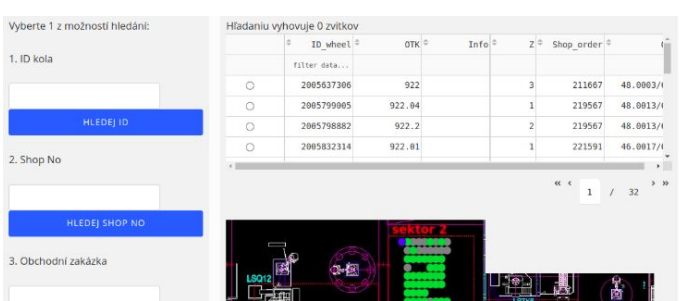 Vyberte 1 z možností hledání:
1. ID kola
HLEDEJ ID
2. Shop No
HLEDEJ SHOP NO
3. Obchodní zakázka
Hľadaniu vyhovuje 0 zvitkov
ID_wheel OTK Info Z Shop_order
filter data...
2005637306 922 3 211667 48.0003/
2005799005 922.04 1 219567 48.0013/
2005798882 922.2 2 219567 48.0013/
2005832314 922.01 1 221591 46.0017/
« ‹ 1 / 32 › »
sektor 2
LSQ12